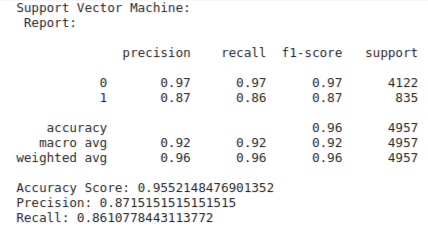 Support Vector Machine:
Report:
precision recall f1-score support
0 0.97 0.97 0.97 4122
1 0.87 0.86 0.87 835
accuracy 0.96 4957
macro avg 0.92 0.92 0.92 4957
weighted avg 0.96 0.96 0.96 4957
Accuracy Score: 0.9552148476901352
Precision: 0.8715151515151515
Recall: 0.8610778443113772